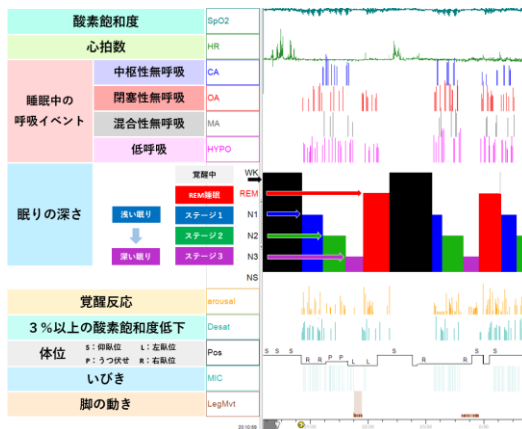 酸素飽和度 SpO2
心拍数 HR
睡眠中の
呼吸イベント
中枢性無呼吸 CA
閉塞性無呼吸 OA
混合性無呼吸 MA
低呼吸 HYPO
眠りの深さ
覚醒中 WK
REM睡眠 REM
浅い眠り ステージ1 N1
ステージ2 N2
深い眠り ステージ3 N3
NS
覚醒反応 arousal
3%以上の酸素飽和度低下 Desat
体位
S:仰臥位 L:左臥位
P:うつ伏せ R:右臥位
Pos
S S S S S S
R R P P L L R R
いびき MIC
脚の動き LegMvt